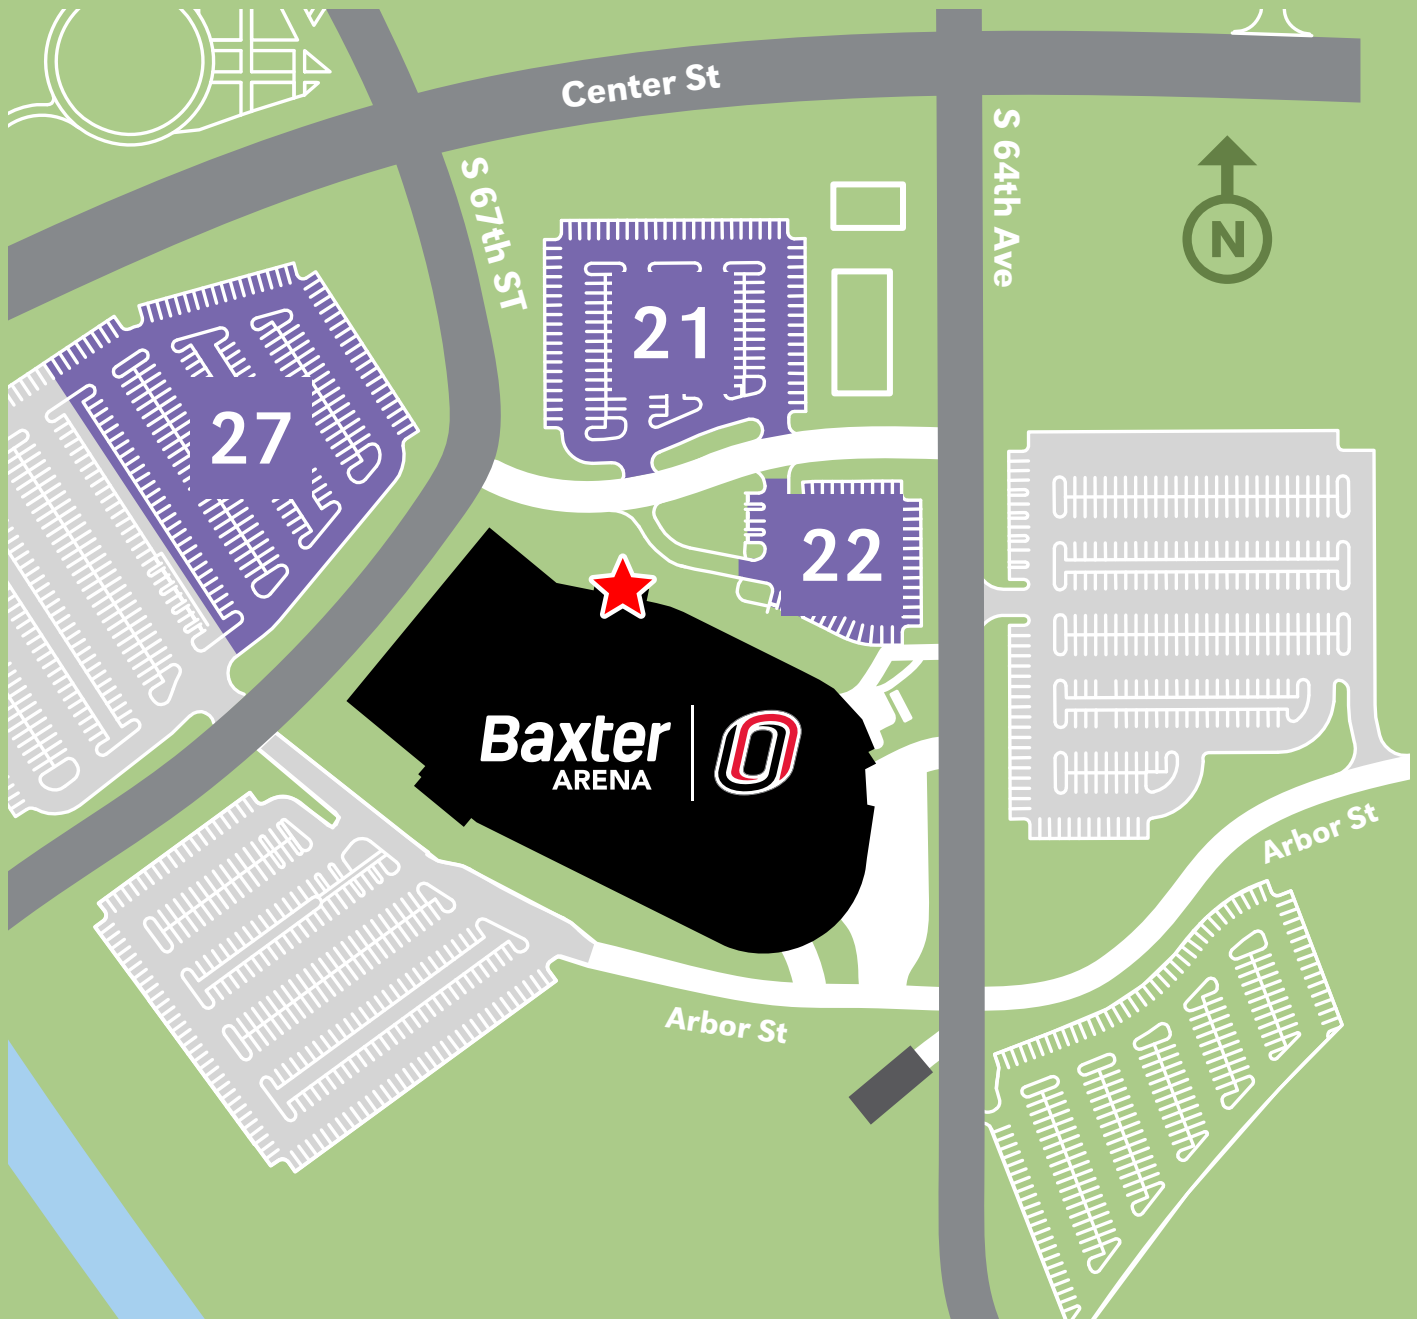 Center St
S 67th ST
S 64th Ave
N
21
27
22
Baxter
ARENA
O
Arbor St
Arbor St